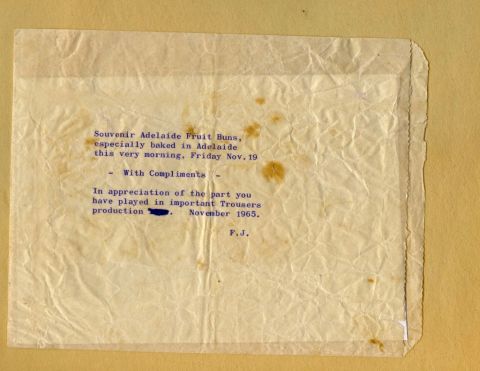 Souvenir Adelaide Fruit Buns,
especially baked in Adelaide
this very morning, Friday Nov.19
- With Compliments -
In appreciation of the part you
have played in important Trousers
production . November 1965.
F.J.